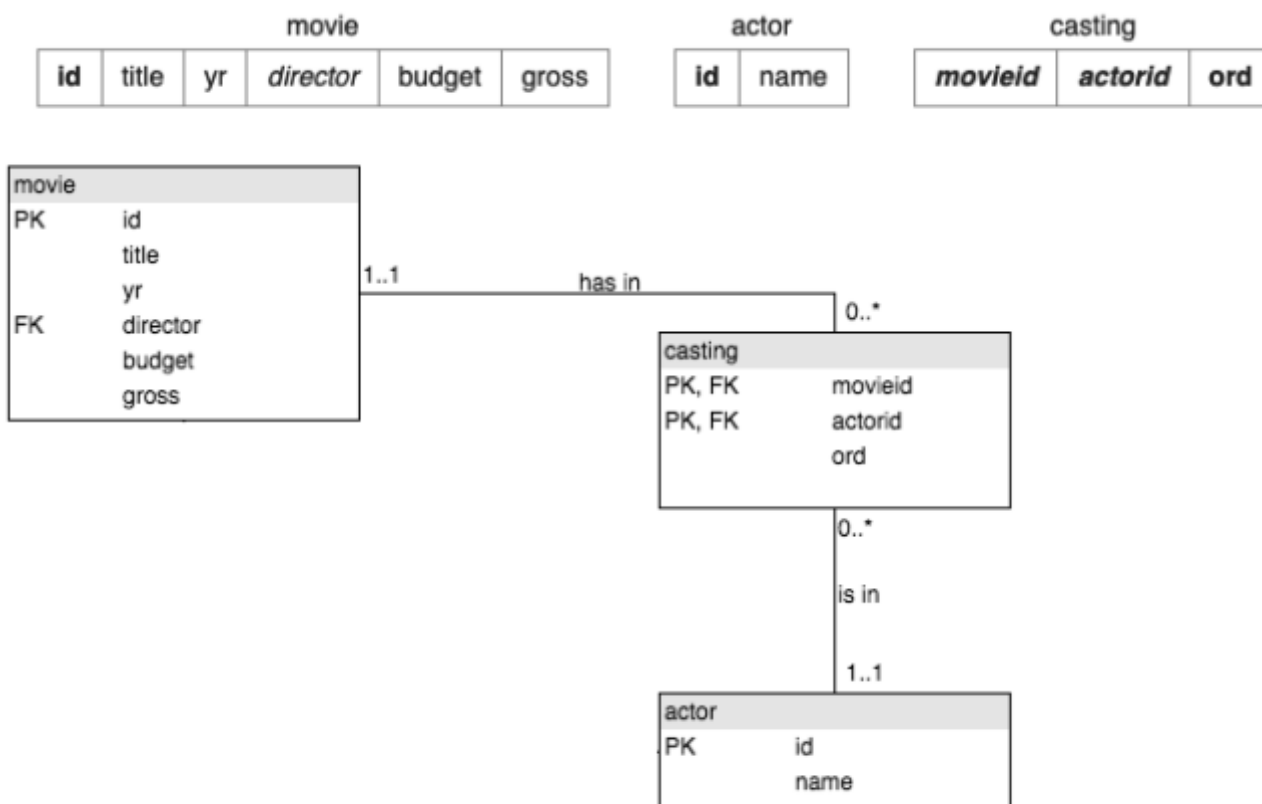 movie
id title yr director budget gross
actor
id name
casting
movieid actorid ord
movie
PK id
title
yr
FK director
budget
gross
1..1
has in
0..*
casting
PK, FK movieid
PK, FK actorid
ord
0..*
is in
1..1
actor
PK id
name